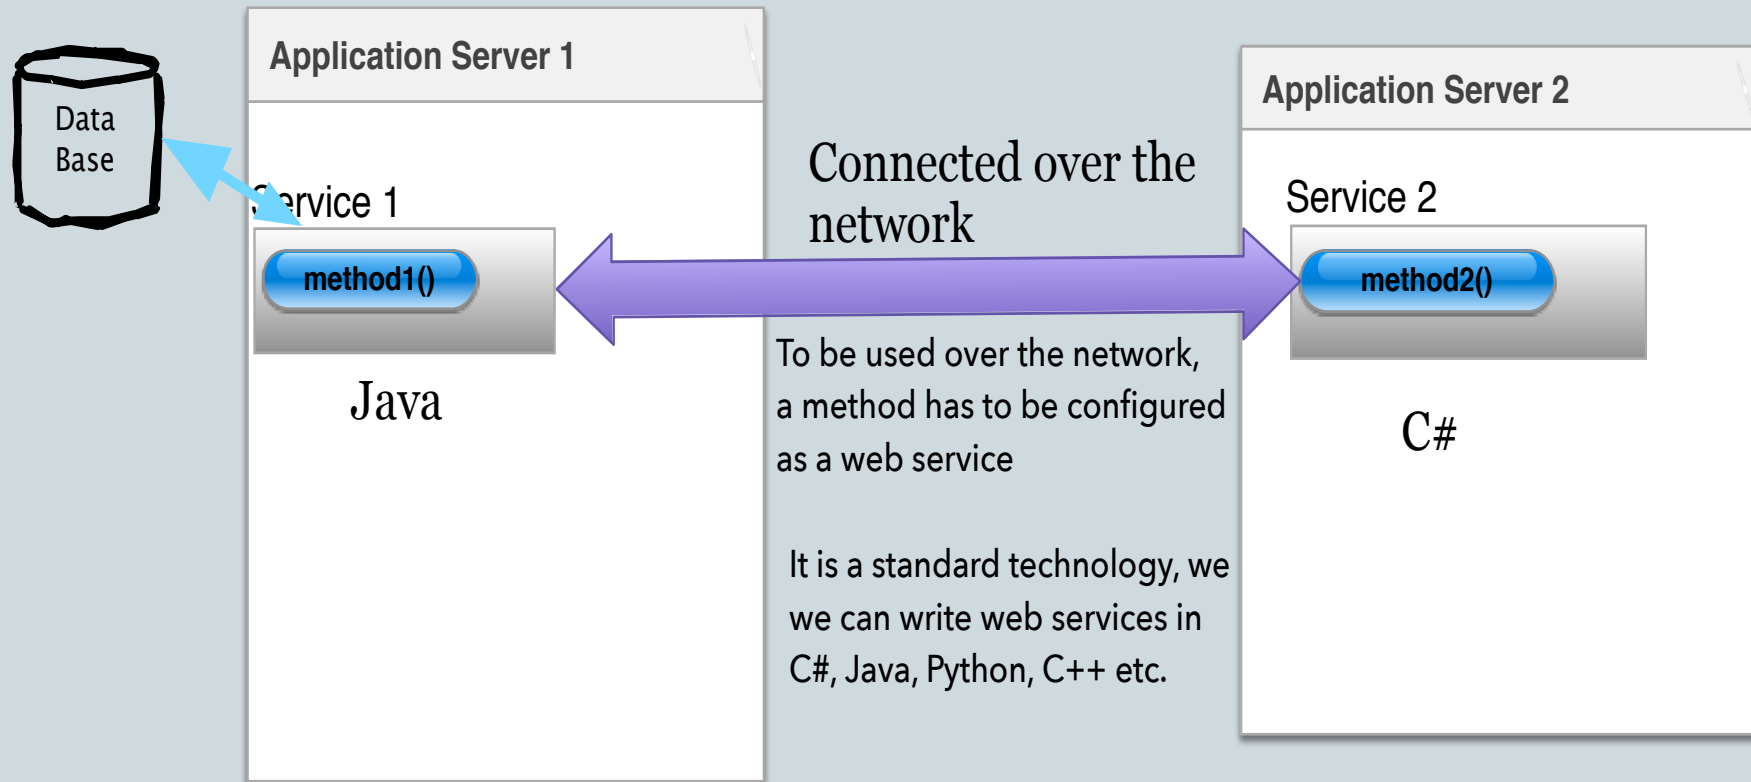 Data
Base
Application Server 1
Service 1
method1()
Java
Connected over the
network
To be used over the network,
a method has to be configured
as a web service
It is a standard technology, we
we can write web services in
C#, Java, Python, C++ etc.
Application Server 2
Service 2
method2()
C#